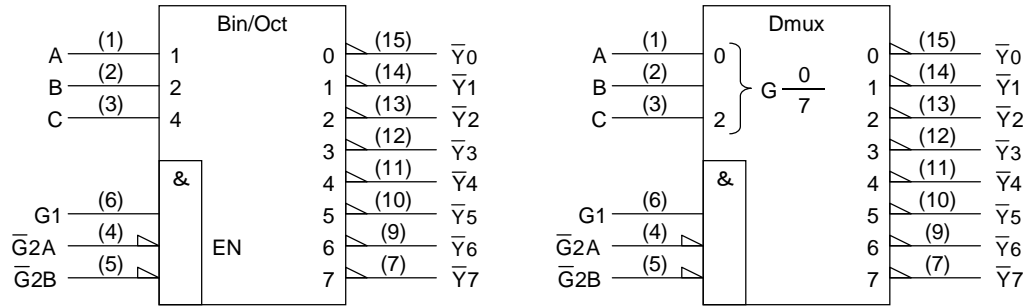 Bin/Oct
A (1) 1 0 (15) Y̅0
B (2) 2 1 (14) Y̅1
C (3) 4 2 (13) Y̅2
3 (12) Y̅3
& 4 (11) Y̅4
G1 (6) 5 (10) Y̅5
G̅2A (4) EN 6 (9) Y̅6
G̅2B (5) 7 (7) Y̅7
Dmux
A (1) 0 0 (15) Y̅0
B (2) G 0/7 1 (14) Y̅1
C (3) 2 2 (13) Y̅2
3 (12) Y̅3
& 4 (11) Y̅4
G1 (6) 5 (10) Y̅5
G̅2A (4) 6 (9) Y̅6
G̅2B (5) 7 (7) Y̅7